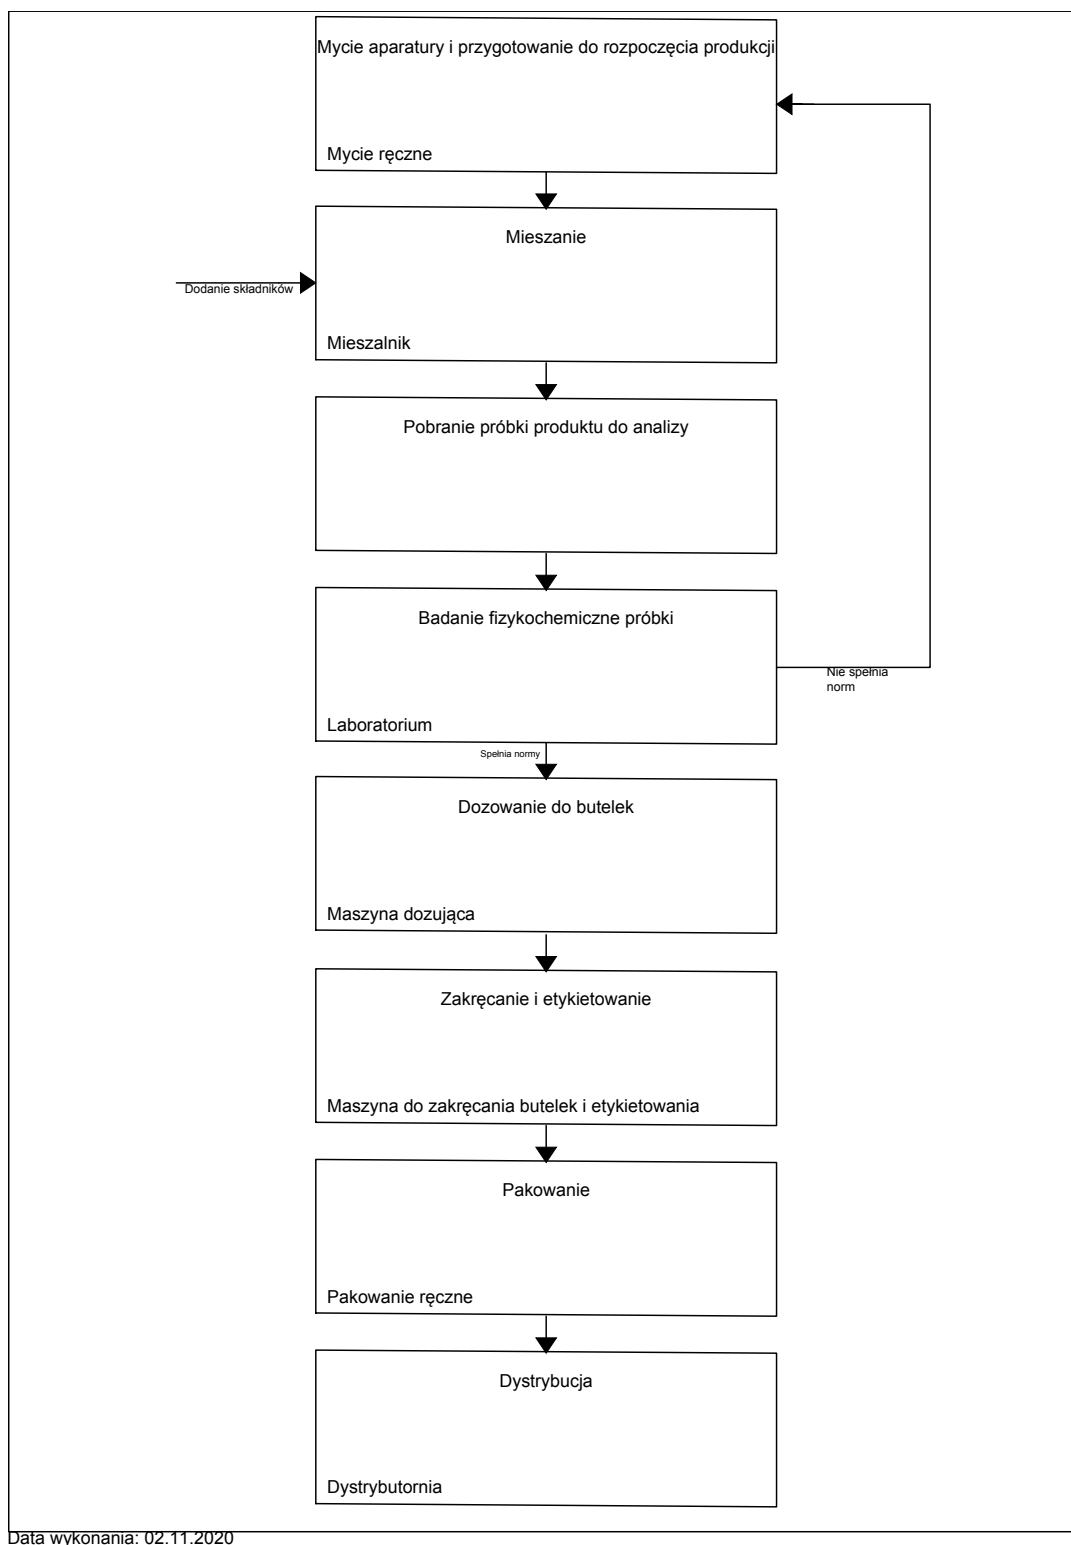 Mycie aparatury i przygotowanie do rozpoczęcia produkcji
Mycie ręczne
Mieszanie
Dodanie składników
Mieszalnik
Pobranie próbki produktu do analizy
Badanie fizykochemiczne próbki
Nie spełnia
norm
Laboratorium
Spełnia normy
Dozowanie do butelek
Maszyna dozująca
Zakręcanie i etykietowanie
Maszyna do zakręcania butelek i etykietowania
Pakowanie
Pakowanie ręczne
Dystrybucja
Dystrybutornia
Data wykonania: 02.11.2020